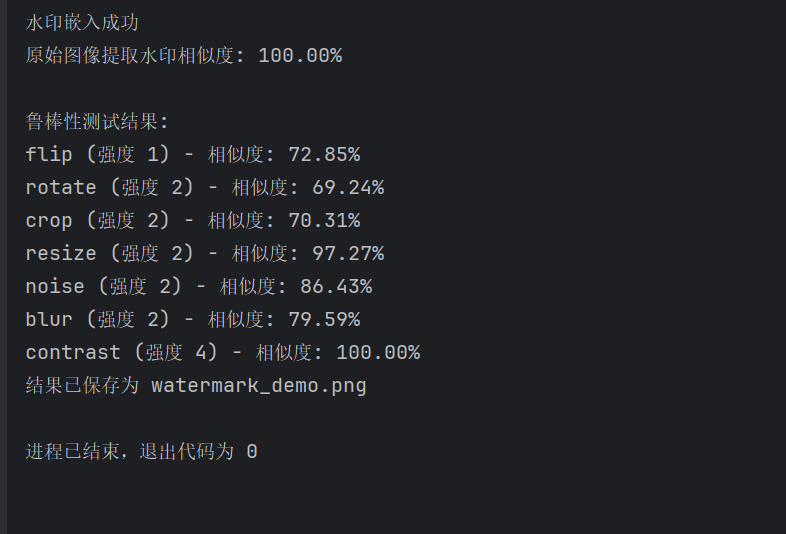 水印嵌入成功
原始图像提取水印相似度: 100.00%
鲁棒性测试结果:
flip (强度 1) - 相似度: 72.85%
rotate (强度 2) - 相似度: 69.24%
crop (强度 2) - 相似度: 70.31%
resize (强度 2) - 相似度: 97.27%
noise (强度 2) - 相似度: 86.43%
blur (强度 2) - 相似度: 79.59%
contrast (强度 4) - 相似度: 100.00%
结果已保存为 watermark_demo.png
进程已结束，退出代码为 0